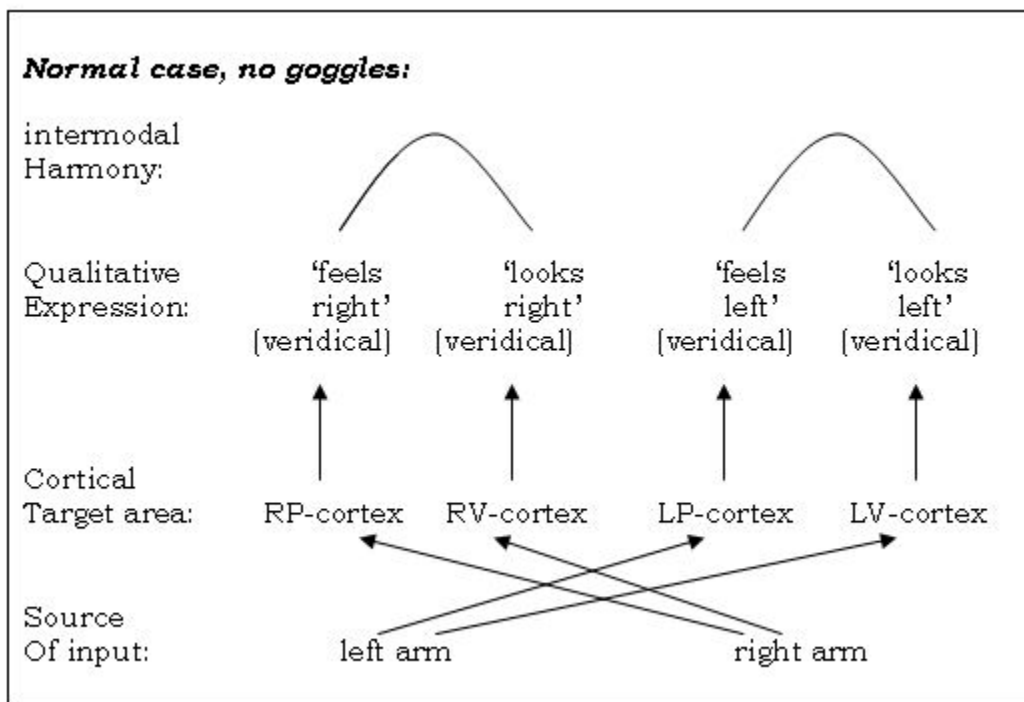 Normal case, no goggles:
intermodal
Harmony:
Qualitative ‘feels ‘looks ‘feels ‘looks
Expression: right’ right’ left’ left’
(veridical) (veridical) (veridical) (veridical)
Cortical
Target area: RP-cortex RV-cortex LP-cortex LV-cortex
Source
Of input: left arm right arm